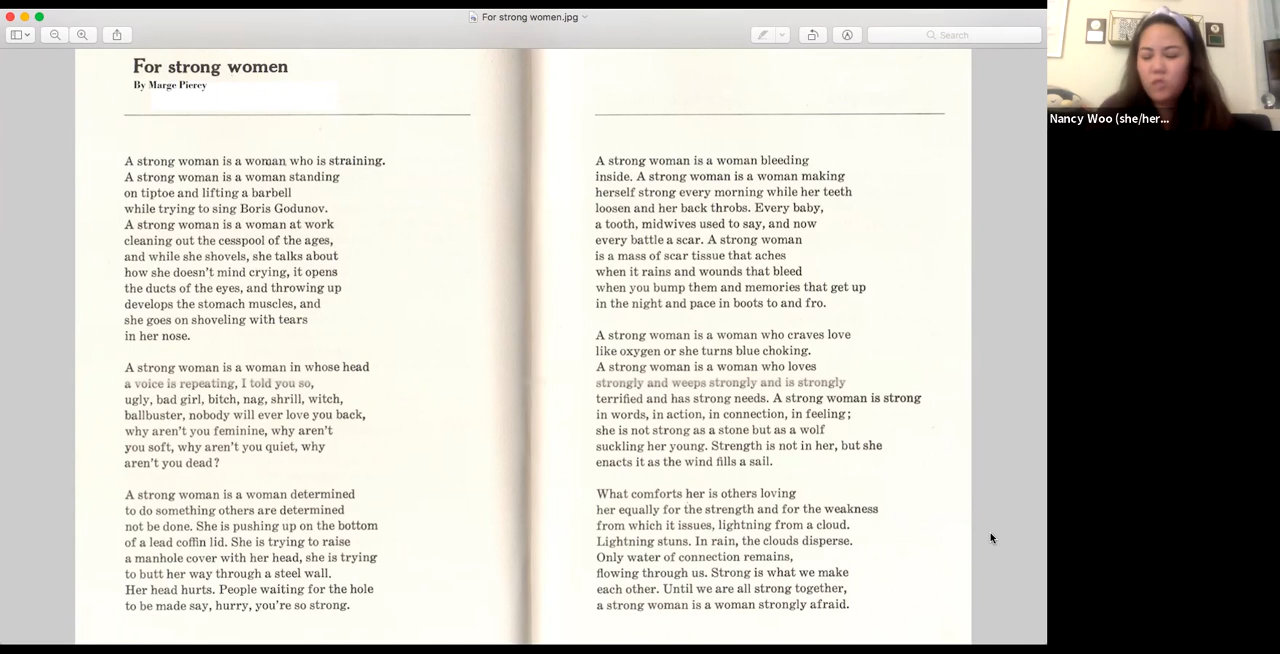 For strong women.jpg
Search
Nancy Woo (she/her...
For strong women
By Marge Piercy
A strong woman is a woman who is straining.
A strong woman is a woman standing
on tiptoe and lifting a barbell
while trying to sing Boris Godunov.
A strong woman is a woman at work
cleaning out the cesspool of the ages,
and while she shovels, she talks about
how she doesn't mind crying, it opens
the ducts of the eyes, and throwing up
develops the stomach muscles, and
she goes on shoveling with tears
in her nose.
A strong woman is a woman in whose head
a voice is repeating, I told you so,
ugly, bad girl, bitch, nag, shrill, witch,
ballbuster, nobody will ever love you back,
why aren't you feminine, why aren't
you soft, why aren't you quiet, why
aren't you dead?
A strong woman is a woman determined
to do something others are determined
not be done. She is pushing up on the bottom
of a lead coffin lid. She is trying to raise
a manhole cover with her head, she is trying
to butt her way through a steel wall.
Her head hurts. People waiting for the hole
to be made say, hurry, you're so strong.
A strong woman is a woman bleeding
inside. A strong woman is a woman making
herself strong every morning while her teeth
loosen and her back throbs. Every baby,
a tooth, midwives used to say, and now
every battle a scar. A strong woman
is a mass of scar tissue that aches
when it rains and wounds that bleed
when you bump them and memories that get up
in the night and pace in boots to and fro.
A strong woman is a woman who craves love
like oxygen or she turns blue choking.
A strong woman is a woman who loves
strongly and weeps strongly and is strongly
terrified and has strong needs. A strong woman is strong
in words, in action, in connection, in feeling;
she is not strong as a stone but as a wolf
suckling her young. Strength is not in her, but she
enacts it as the wind fills a sail.
What comforts her is others loving
her equally for the strength and for the weakness
from which it issues, lightning from a cloud.
Lightning stuns. In rain, the clouds disperse.
Only water of connection remains,
flowing through us. Strong is what we make
each other. Until we are all strong together,
a strong woman is a woman strongly afraid.